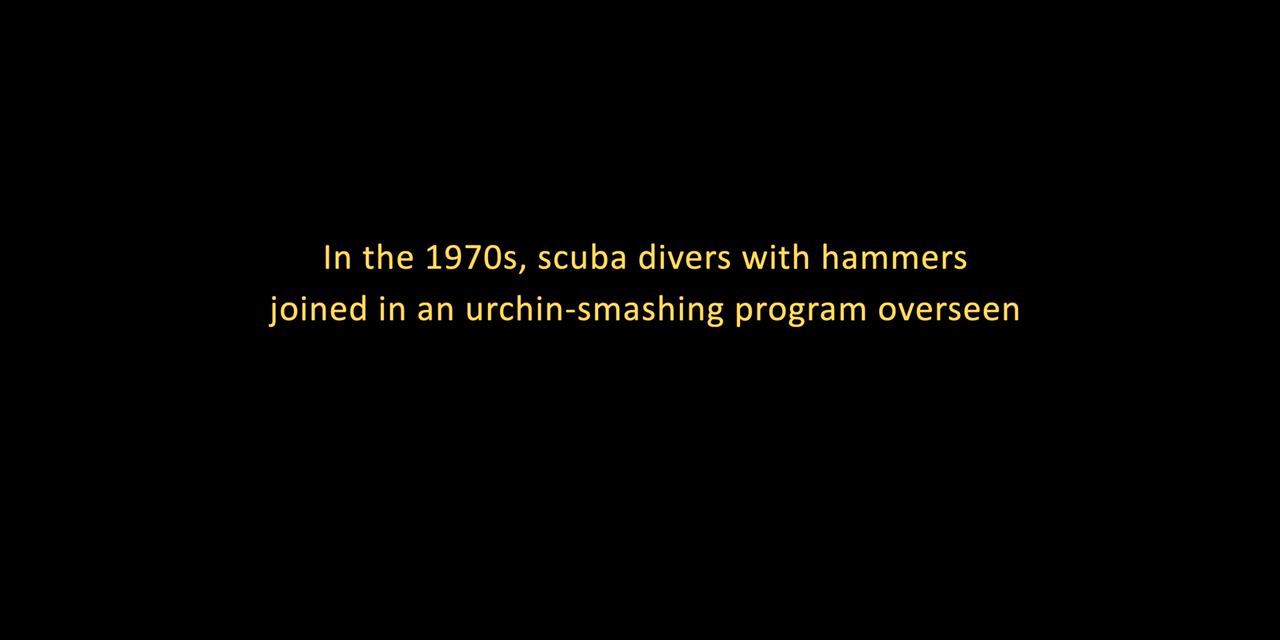 In the 1970s, scuba divers with hammers
joined in an urchin-smashing program overseen